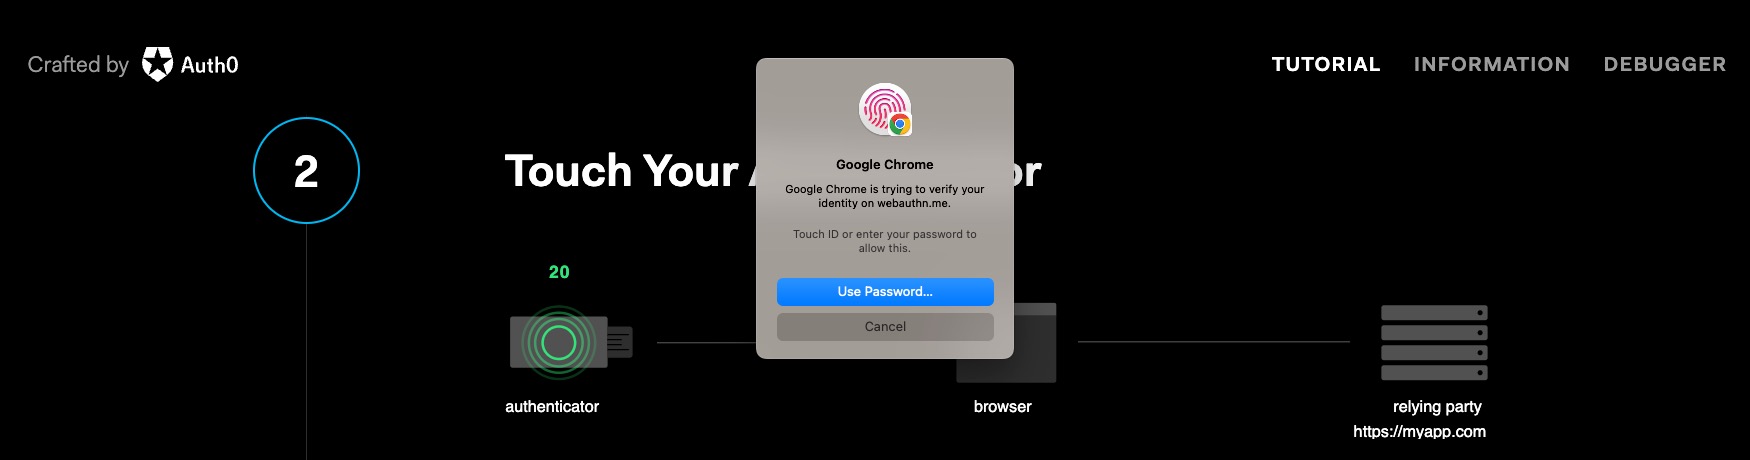 Crafted by Auth0
TUTORIAL INFORMATION DEBUGGER
2
Touch Your
Google Chrome
Google Chrome is trying to verify your
identity on webauthn.me.
Touch ID or enter your password to
allow this.
20
Use Password...
Cancel
authenticator
browser
relying party
https://myapp.com